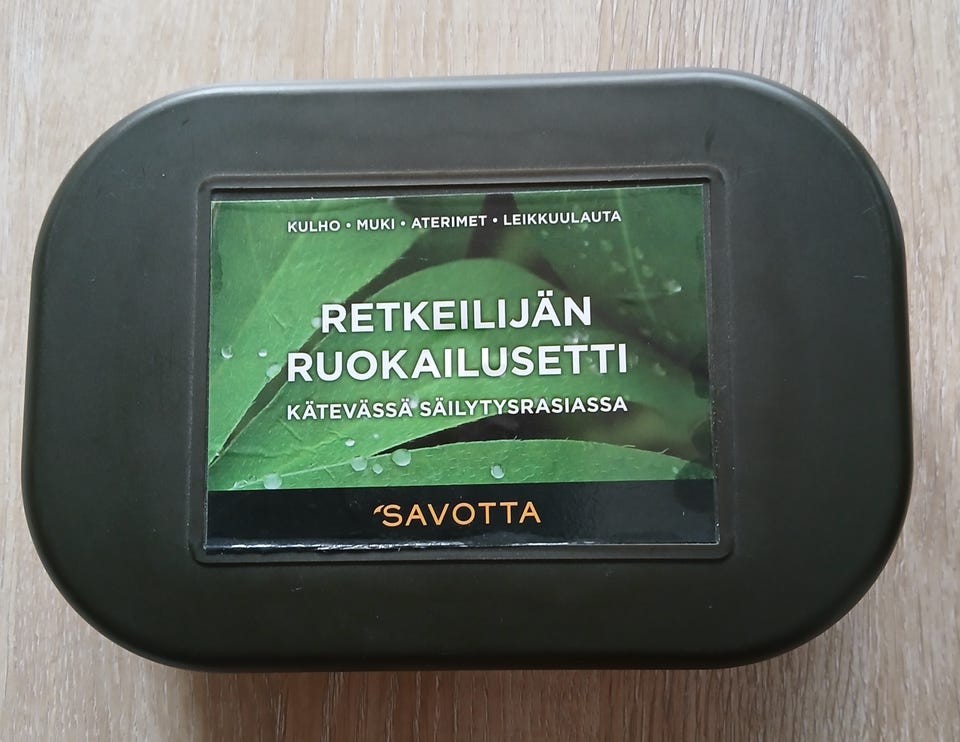 KULHO • MUKI • ATERIMET • LEIKKUULAUTA
RETKEILIJÄN
RUOKAILUSETTI
KÄTEVÄSSÄ SÄILYTYSRASIASSA
SAVOTTA